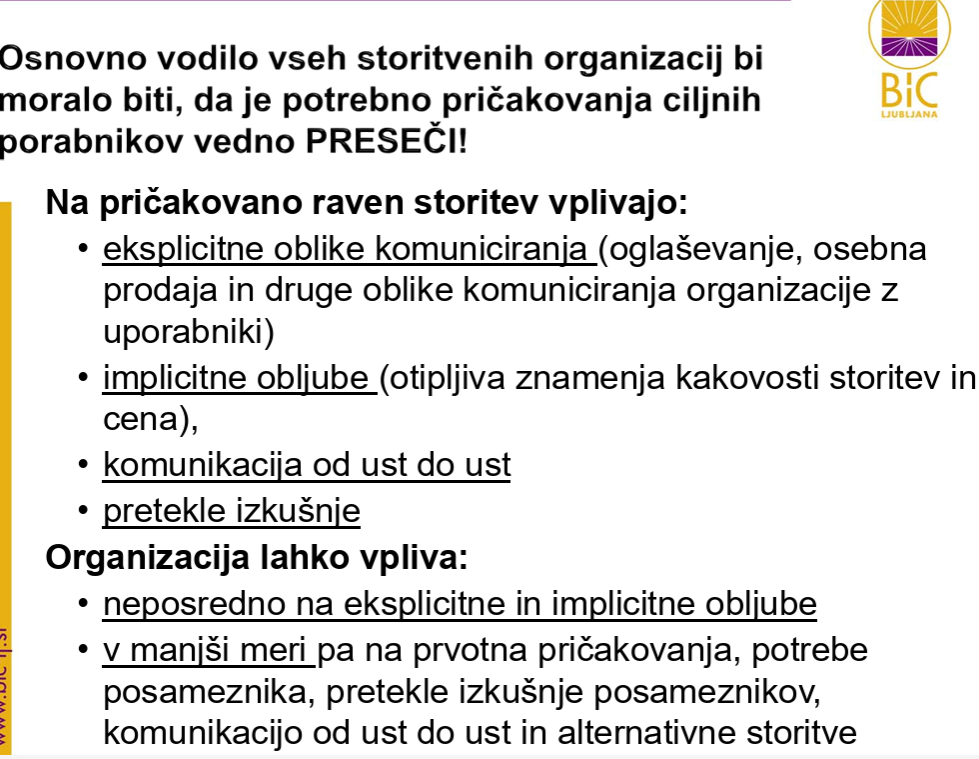 Osnovno vodilo vseh storitvenih organizacij bi
moralo biti, da je potrebno pričakovanja ciljnih
porabnikov vedno PRESEČI!
BiC
LJUBLJANA
Na pričakovano raven storitev vplivajo:
• eksplicitne oblike komuniciranja (oglaševanje, osebna
prodaja in druge oblike komuniciranja organizacije z
uporabniki)
• implicitne obljube (otipljiva znamenja kakovosti storitev in
cena),
• komunikacija od ust do ust
• pretekle izkušnje
Organizacija lahko vpliva:
• neposredno na eksplicitne in implicitne obljube
• v manjši meri pa na prvotna pričakovanja, potrebe
posameznika, pretekle izkušnje posameznikov,
komunikacijo od ust do ust in alternativne storitve
www.bic-lj.si